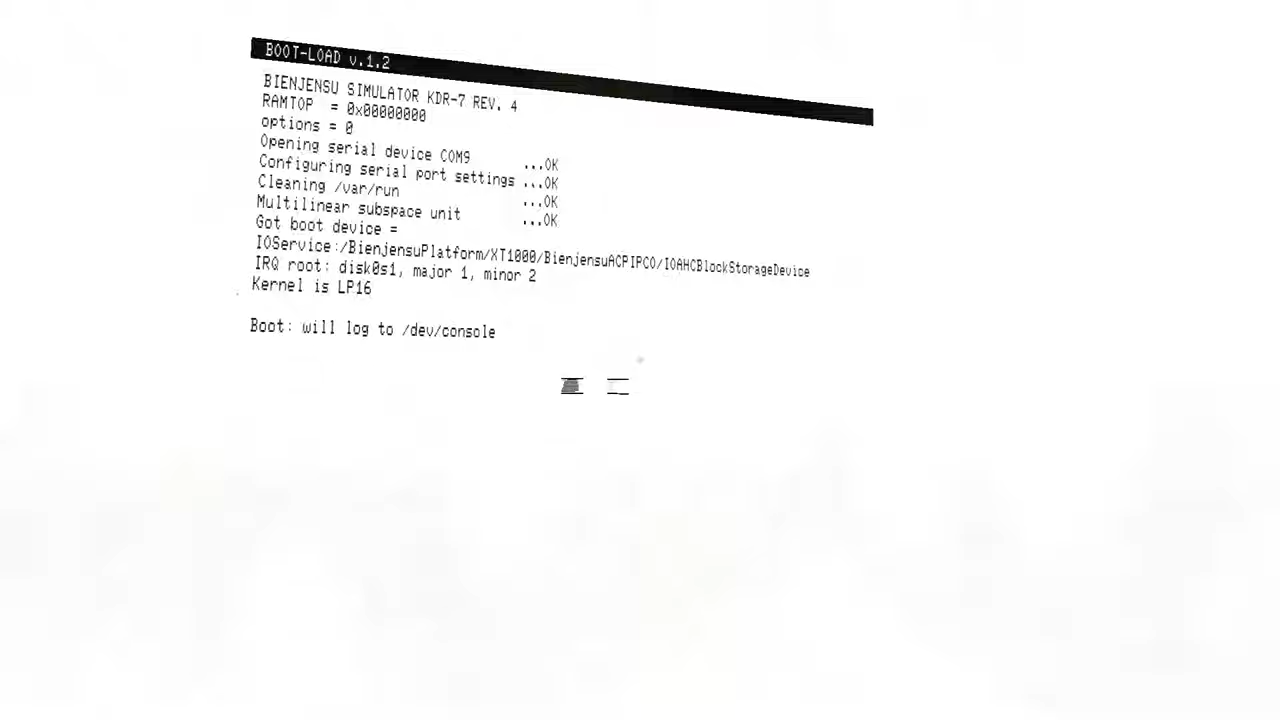 BOOT-LOAD v.1.2
BIENJENSU SIMULATOR KDR-7 REV. 4
RAMTOP = 0x00000000
options = 0
Opening serial device COM9 ...OK
Configuring serial port settings ...OK
Cleaning /var/run ...OK
Multilinear subspace unit ...OK
Got boot device =
IOService:/BienjensuPlatform/XT1000/BienjensuACPIPCO/IOAHCBlockStorageDevice
IRQ root: disk0s1, major 1, minor 2
Kernel is LP16
Boot: will log to /dev/console